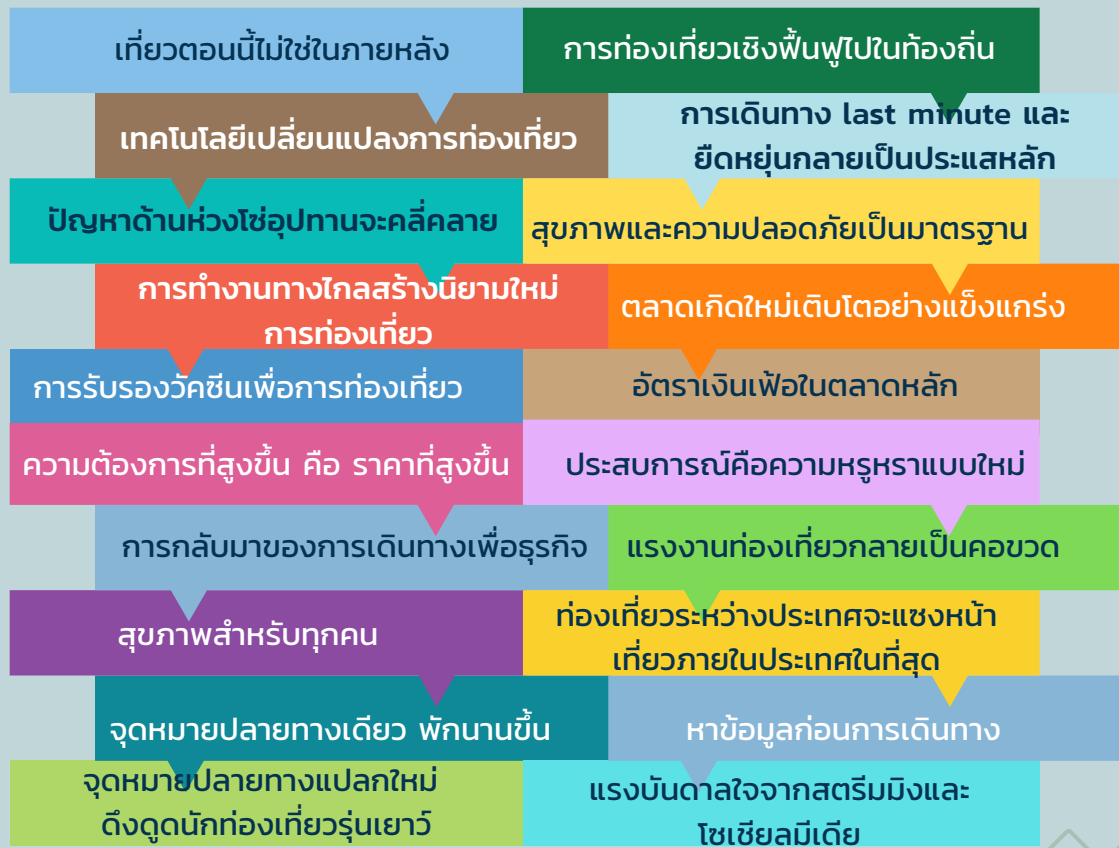 เที่ยวตอนนี้ไม่ใช่ในภายหลัง
การท่องเที่ยวเชิงฟื้นฟูไปในท้องถิ่น
เทคโนโลยีเปลี่ยนแปลงการท่องเที่ยว
การเดินทาง last minute และ
ยืดหยุ่นกลายเป็นประแสหลัก
ปัญหาด้านห่วงโซ่อุปทานจะคลี่คลาย
สุขภาพและความปลอดภัยเป็นมาตรฐาน
การทำงานทางไกลสร้างนิยามใหม่
การท่องเที่ยว
ตลาดเกิดใหม่เติบโตอย่างแข็งแกร่ง
การรับรองวัคซีนเพื่อการท่องเที่ยว
อัตราเงินเฟ้อในตลาดหลัก
ความต้องการที่สูงขึ้น คือ ราคาที่สูงขึ้น
ประสบการณ์คือความหรูหราแบบใหม่
การกลับมาของการเดินทางเพื่อธุรกิจ
แรงงานท่องเที่ยวกลายเป็นคอขวด
สุขภาพสำหรับทุกคน
ท่องเที่ยวระหว่างประเทศจะแซงหน้า
เที่ยวภายในประเทศในที่สุด
จุดหมายปลายทางเดียว พักนานขึ้น
หาข้อมูลก่อนการเดินทาง
จุดหมายปลายทางแปลกใหม่
ดึงดูดนักท่องเที่ยวรุ่นเยาว์
แรงบันดาลใจจากสตรีมมิงและ
โซเชียลมีเดีย